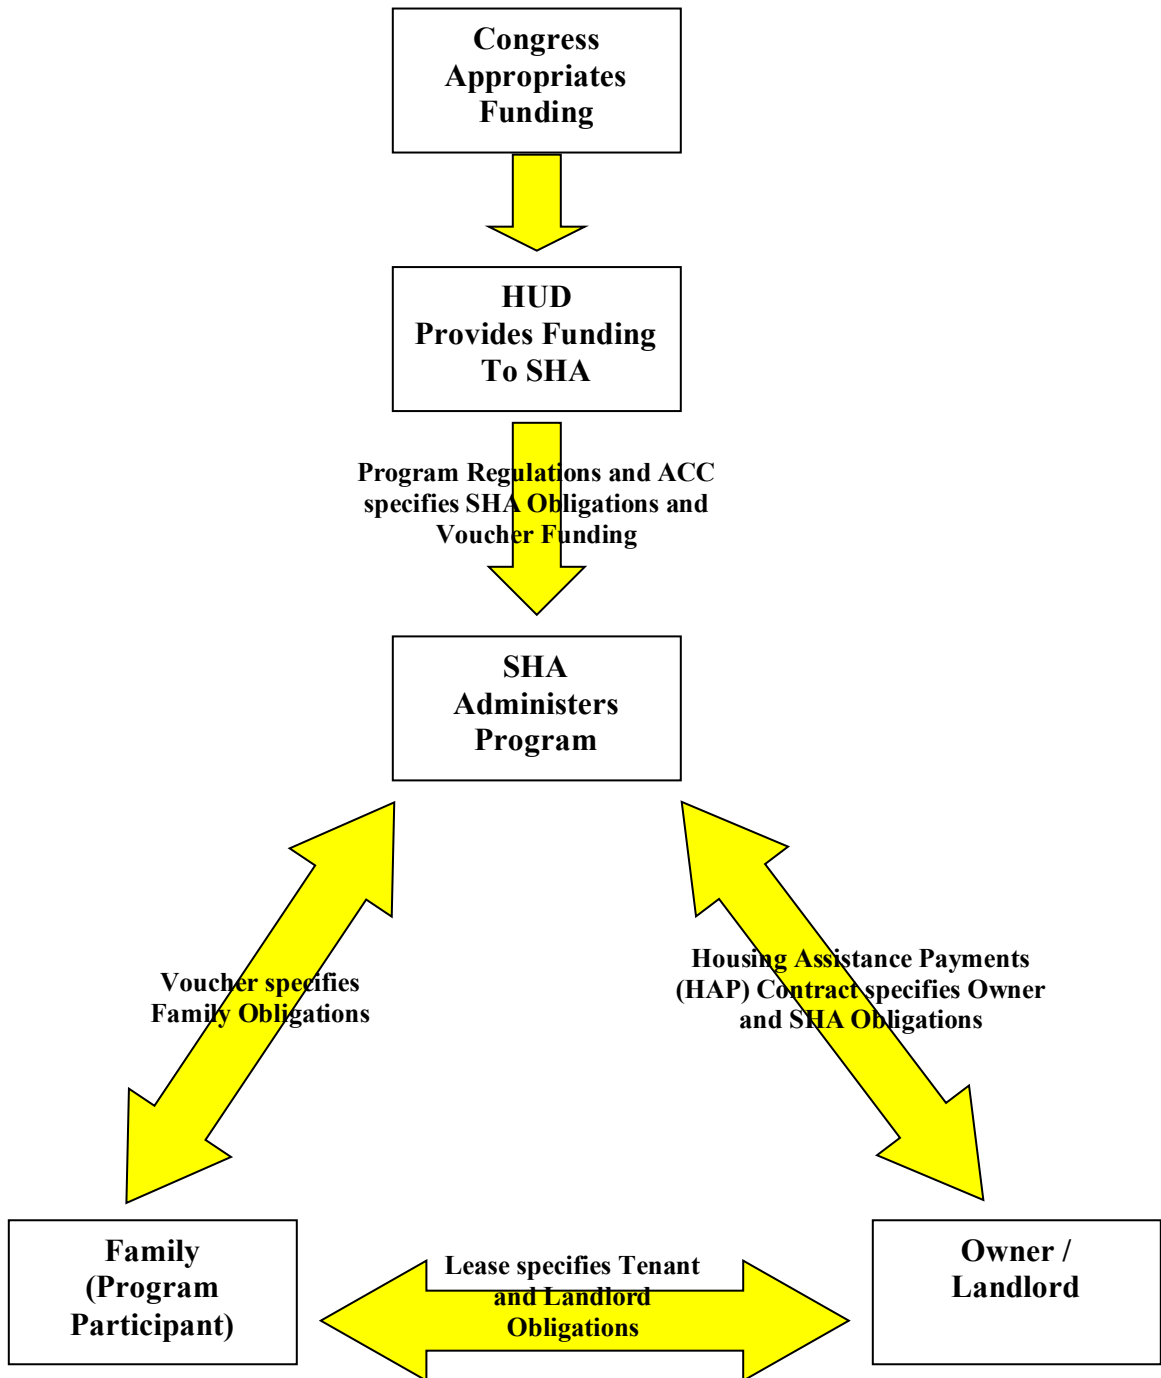 Congress
Appropriates
Funding
HUD
Provides Funding
To SHA
Program Regulations and ACC
specifies SHA Obligations and
Voucher Funding
SHA
Administers
Program
Voucher specifies
Family Obligations
Housing Assistance Payments
(HAP) Contract specifies Owner
and SHA Obligations
Family
(Program
Participant)
Lease specifies Tenant
and Landlord
Obligations
Owner /
Landlord